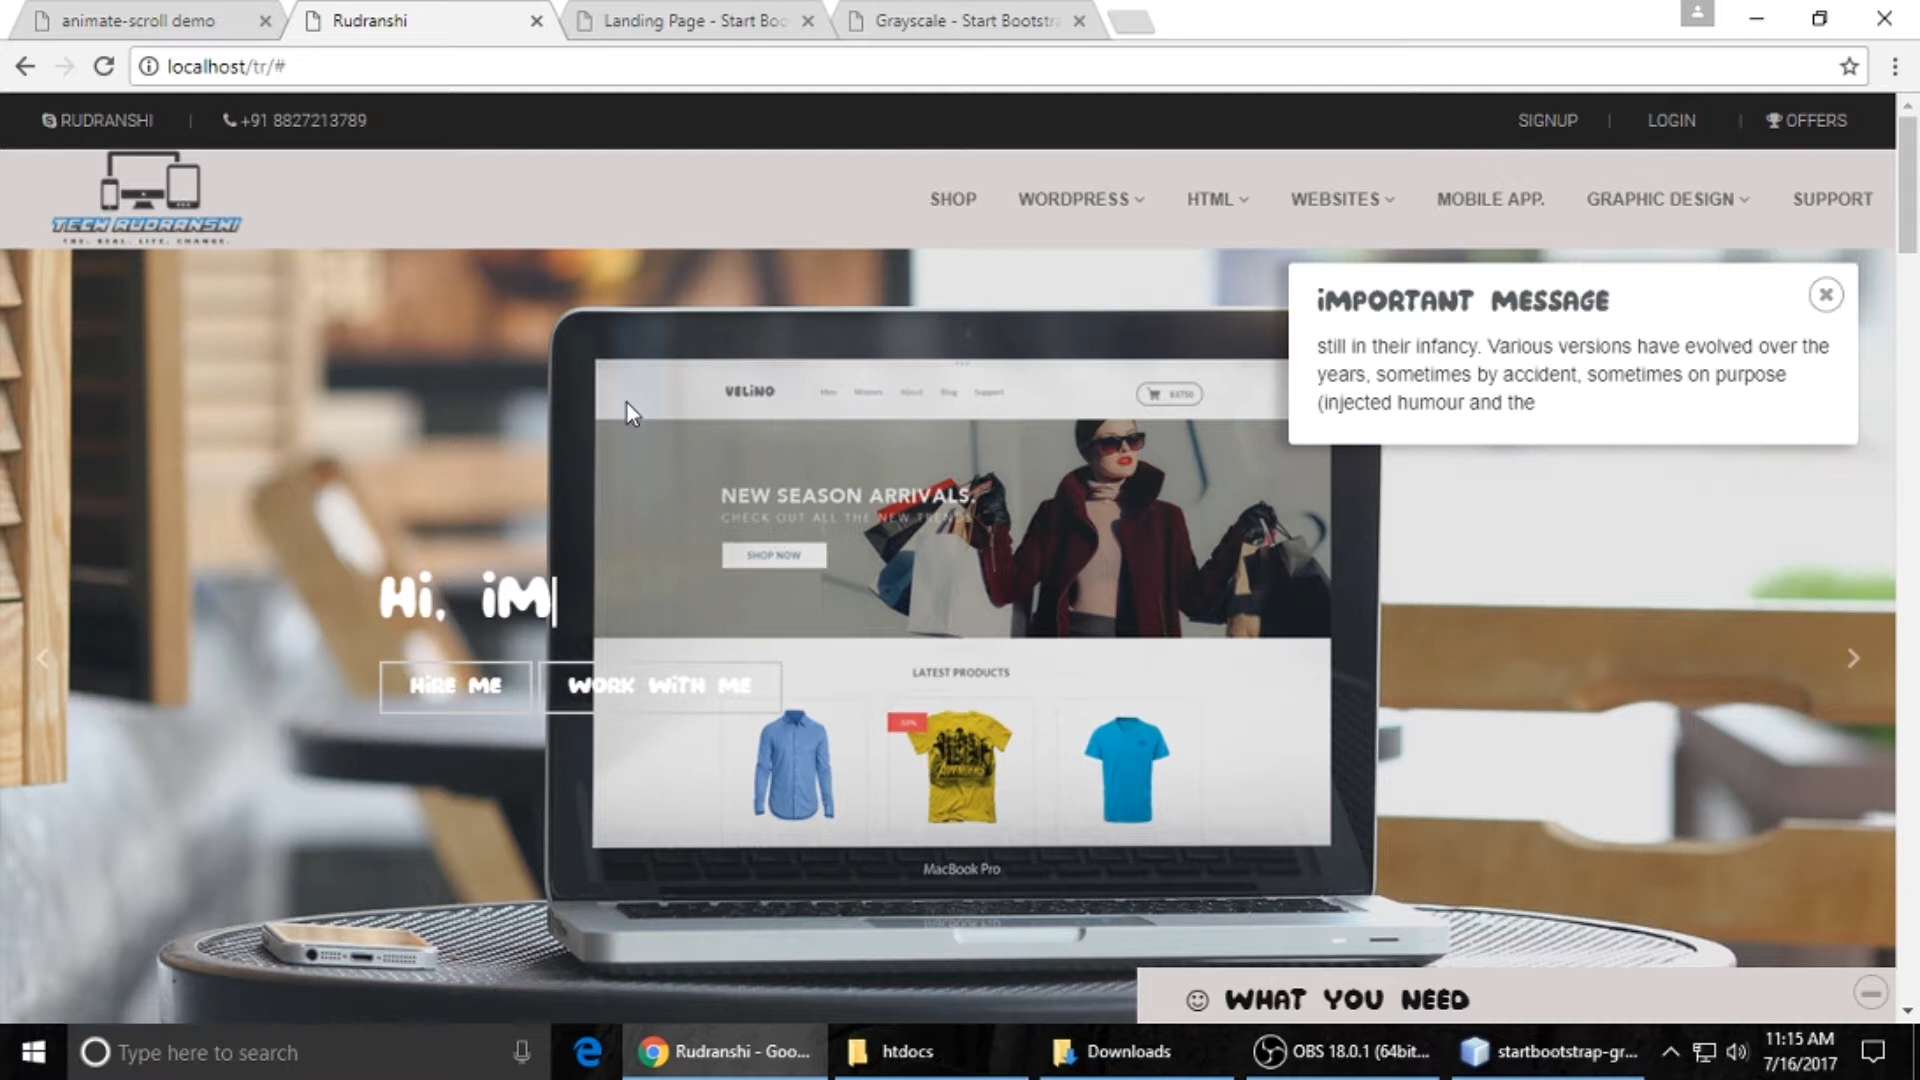 animate-scroll demo
Rudranshi
Landing Page - Start Boo
Grayscale - Start Bootstra
localhost/tr/#
RUDRANSHI | +91 8827213789
SIGNUP | LOGIN | OFFERS
TECH RUDRANSHI
THE. REAL. LIFE. CHANGE.
SHOP WORDPRESS HTML WEBSITES MOBILE APP. GRAPHIC DESIGN SUPPORT
IMPORTANT MESSAGE
still in their infancy. Various versions have evolved over the
years, sometimes by accident, sometimes on purpose
(injected humour and the
VELINO
Men Women About Blog Support
NEW SEASON ARRIVALS.
CHECK OUT ALL THE NEW TRENDS
SHOP NOW
Hi, iM|
HIRE ME
WORK WITH ME
LATEST PRODUCTS
-50%
AVENGERS
MacBook Pro
WHAT YOU NEED
Type here to search
Rudranshi - Goo...
htdocs
Downloads
OBS 18.0.1 (64bit...
startbootstrap-gr...
11:15 AM
7/16/2017